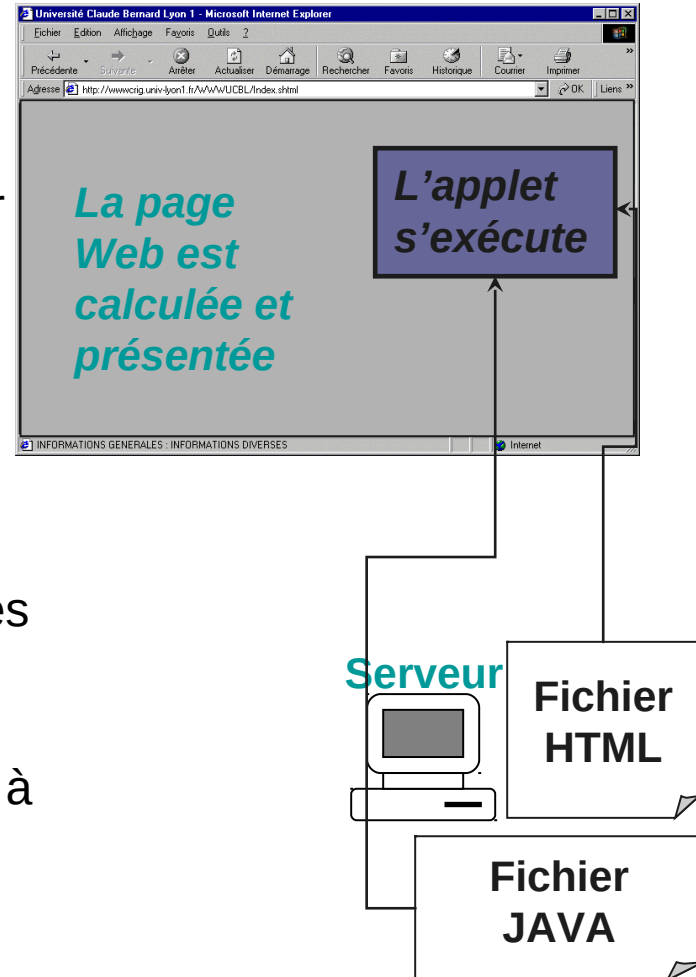 Université Claude Bernard Lyon 1 - Microsoft Internet Explorer
Eichier Edition Affichage Favoris Outils ?
Précédente Suivante Arrêter Actualiser Démarrage Rechercher Favoris Historique Courrier Imprimer »
Adresse http://wwwcrig.univ-lyon1.fr/WWWUCBL/Index.shtml OK Liens »
La page
Web est
calculée et
présentée
L’applet
s’exécute
INFORMATIONS GENERALES : INFORMATIONS DIVERSES Internet
es
à
Serveur
Fichier
HTML
Fichier
JAVA